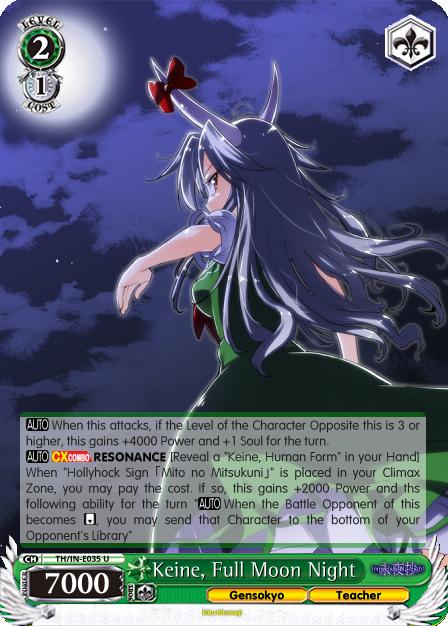 LEVEL
2
1
COST
AUTO When this attacks, if the Level of the Character Opposite this is 3 or
higher, this gains +4000 Power and +1 Soul for the turn.
AUTO CXCOMBO RESONANCE [Reveal a "Keine, Human Form" in your Hand]
When "Hollyhock Sign「Mito no Mitsukuni」" is placed in your Climax
Zone, you may pay the cost. If so, this gains +2000 Power and ths
following ability for the turn "AUTO When the Battle Opponent of this
becomes, you may send that Character to the bottom of your
Opponent's Library"
CH TH/IN-E035 U
POWER 7000 SOUL
Keine, Full Moon Night
Gensokyo Teacher